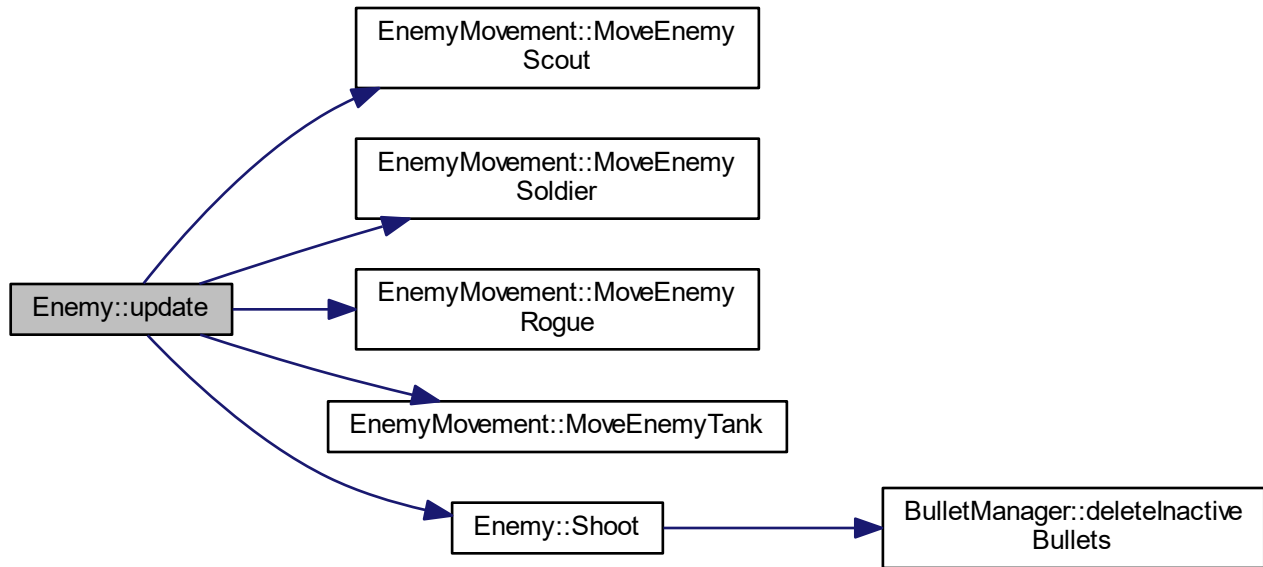 EnemyMovement::MoveEnemy
Scout
EnemyMovement::MoveEnemy
Soldier
Enemy::update
EnemyMovement::MoveEnemy
Rogue
EnemyMovement::MoveEnemyTank
Enemy::Shoot
BulletManager::deleteInactive
Bullets